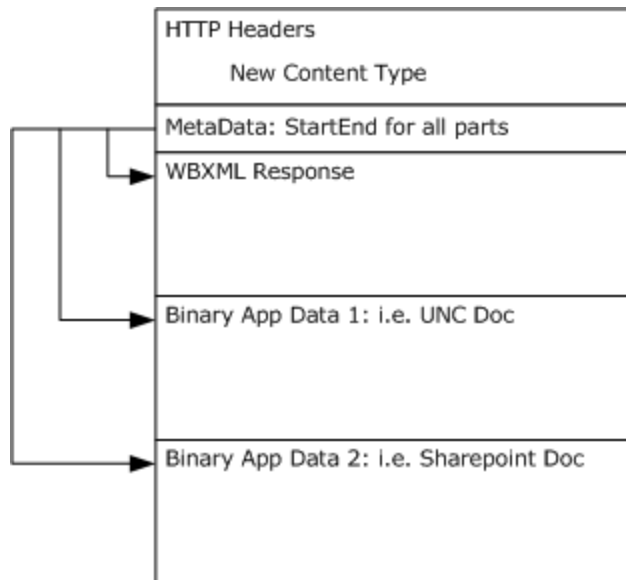 HTTP Headers
New Content Type
MetaData: StartEnd for all parts
WBXML Response
Binary App Data 1: i.e. UNC Doc
Binary App Data 2: i.e. Sharepoint Doc